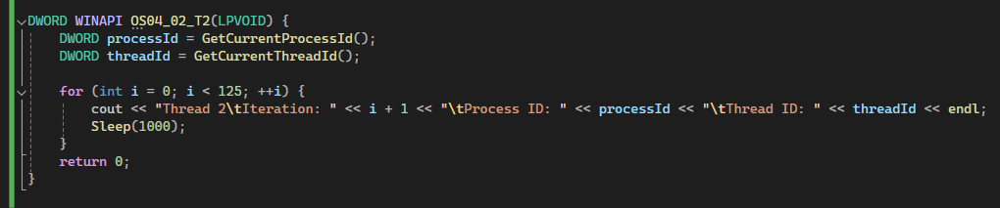 DWORD WINAPI OS04_02_T2(LPVOID) {
    DWORD processId = GetCurrentProcessId();
    DWORD threadId = GetCurrentThreadId();

    for (int i = 0; i < 125; ++i) {
        cout << "Thread 2\tIteration: " << i + 1 << "\tProcess ID: " << processId << "\tThread ID: " << threadId << endl;
        Sleep(1000);
    }
    return 0;
}